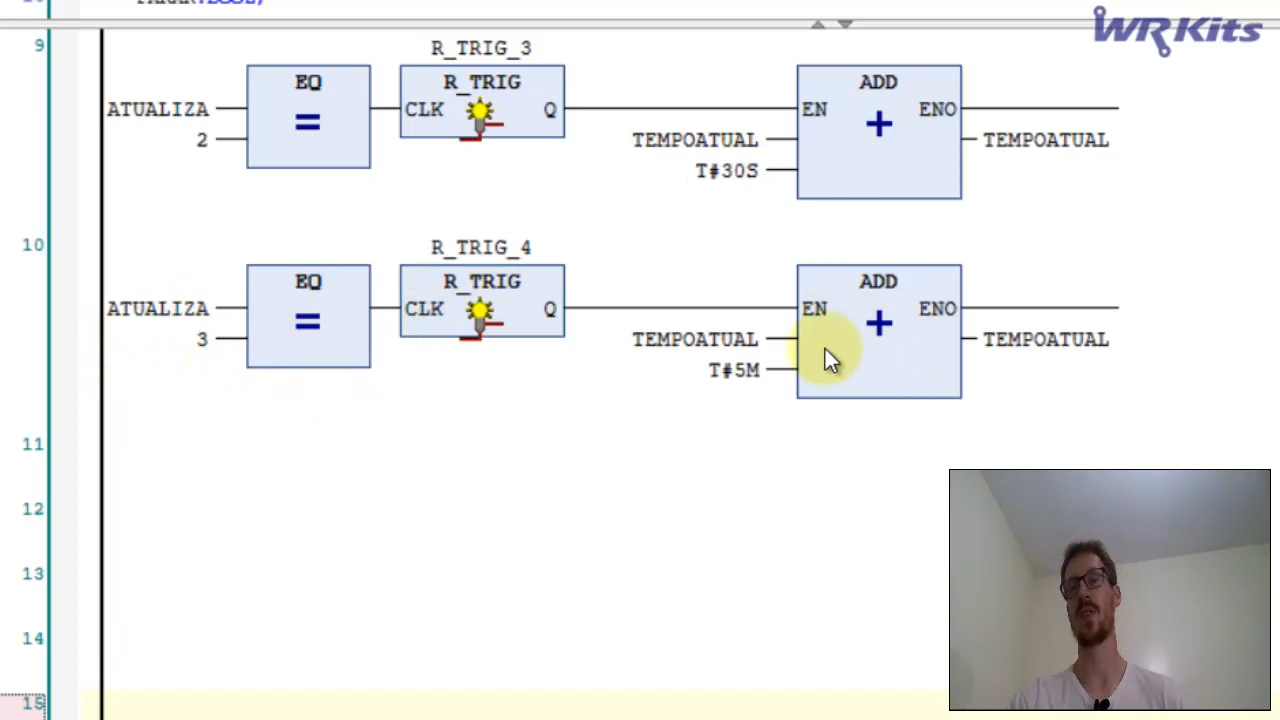 WRKits
9
R_TRIG_3
EQ
R_TRIG
ADD
ATUALIZA
CLK
Q
EN
ENO
=
+
2
TEMPOATUAL
TEMPOATUAL
T#30S
10
R_TRIG_4
EQ
R_TRIG
ADD
ATUALIZA
CLK
Q
EN
ENO
=
+
3
TEMPOATUAL
TEMPOATUAL
T#5M
11
12
13
14
15